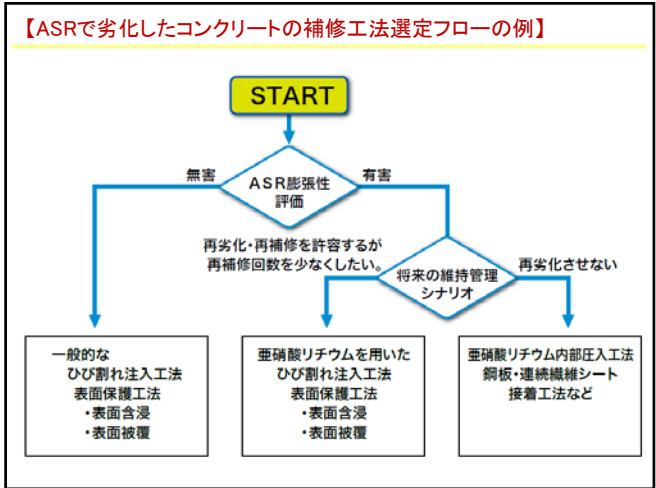 【ASRで劣化したコンクリートの補修工法選定フローの例】
START
無害
ASR膨張性
評価
有害
再劣化・再補修を許容するが
再補修回数を少なくしたい。
将来の維持管理
シナリオ
再劣化させない
一般的な
ひび割れ注入工法
表面保護工法
・表面含浸
・表面被覆
亜硝酸リチウムを用いた
ひび割れ注入工法
表面保護工法
・表面含浸
・表面被覆
亜硝酸リチウム内部圧入工法
鋼板・連続繊維シート
接着工法など